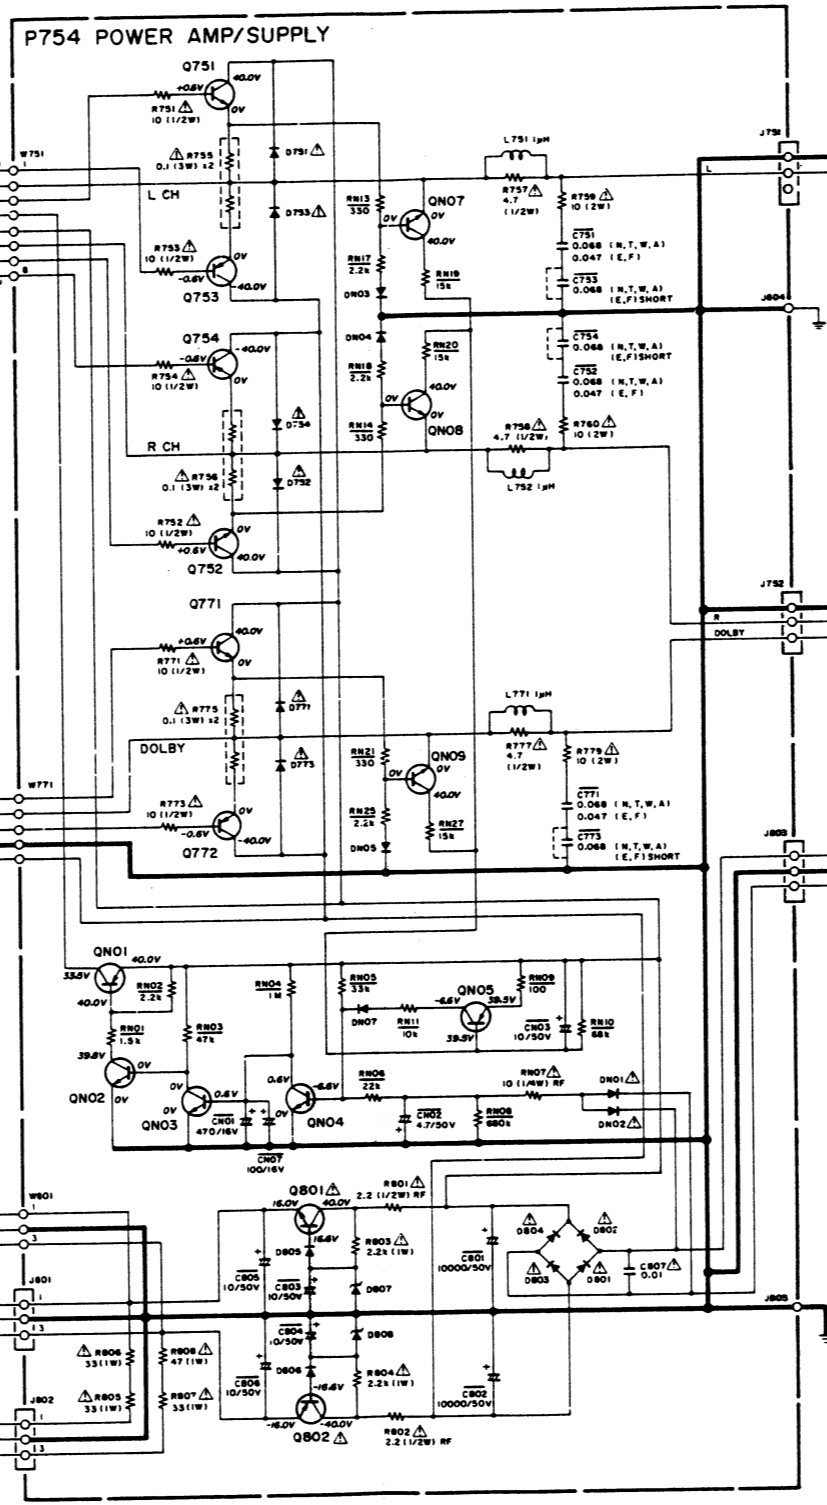 P754 POWER AMP/SUPPLY
Q751
40.0V
+0.6V
R751
10 (1/2W)
0V
W751
1
R755
0.1 (3W) x2
D751
L CH
D753
R753
10 (1/2W)
0V
-0.6V
-40.0V
Q753
8
RN13
330
QN07
0V
0V
40.0V
RN17
2.2k
RN19
15k
DN03
L751 1μH
R757
4.7
(1/2W)
R759
10 (2W)
C751
0.068 (N,T,W,A)
0.047 (E,F)
C753
0.068 (N,T,W,A)
(E,F) SHORT
J751
L
J804
Q754
-40.0V
-0.6V
R754
10 (1/2W)
0V
D754
R CH
R756
0.1 (3W) x2
D752
R752
10 (1/2W)
+0.6V
0V
40.0V
Q752
DN04
RN20
15k
RN18
2.2k
40.0V
0V
0V
RN14
330
QN08
C754
0.068 (N,T,W,A)
(E,F) SHORT
C752
0.068 (N,T,W,A)
0.047 (E,F)
R758
4.7 (1/2W)
R760
10 (2W)
L752 1μH
J752
R
DOLBY
Q771
+0.6V
40.0V
R771
10 (1/2W)
0V
R775
0.1 (3W) x2
D771
DOLBY
D773
W771
R773
10 (1/2W)
0V
-0.6V
-40.0V
Q772
RN21
330
QN09
0V
0V
40.0V
RN25
2.2k
RN27
15k
DN05
L771 1μH
R777
4.7
(1/2W)
R779
10 (2W)
C771
0.068 (N,T,W,A)
0.047 (E,F)
C773
0.068 (N,T,W,A)
(E,F) SHORT
J803
QN01
33.5V
40.0V
40.0V
RN02
2.2k
RN01
1.5k
RN03
47k
RN04
1M
RN05
33k
DN07
RN11
10k
QN05
-6.6V
39.5V
39.5V
RN09
100
CN03
10/50V
RN10
68k
39.8V
0V
0V
QN02
0V
0V
0.6V
QN03
CN01
470/16V
CN07
100/16V
0.6V
0V
-6.6V
QN04
RN06
22k
CN02
4.7/50V
RN08
680k
RN07
10 (1/4W) RF
DN01
DN02
W801
1
3
Q801
16.0V
40.0V
16.6V
R801
2.2 (1/2W) RF
D805
R803
2.2k (1W)
C805
10/50V
C803
10/50V
D807
C801
10000/50V
D804
D802
D803
D801
C807
0.01
J801
1
3
J805
C804
10/50V
D808
R806
33 (1W)
R808
47 (1W)
C806
10/50V
D806
R804
2.2k (1W)
R805
33 (1W)
R807
33 (1W)
-16.6V
C802
10000/50V
J802
1
3
-16.0V
-40.0V
Q802
R802
2.2 (1/2W) RF